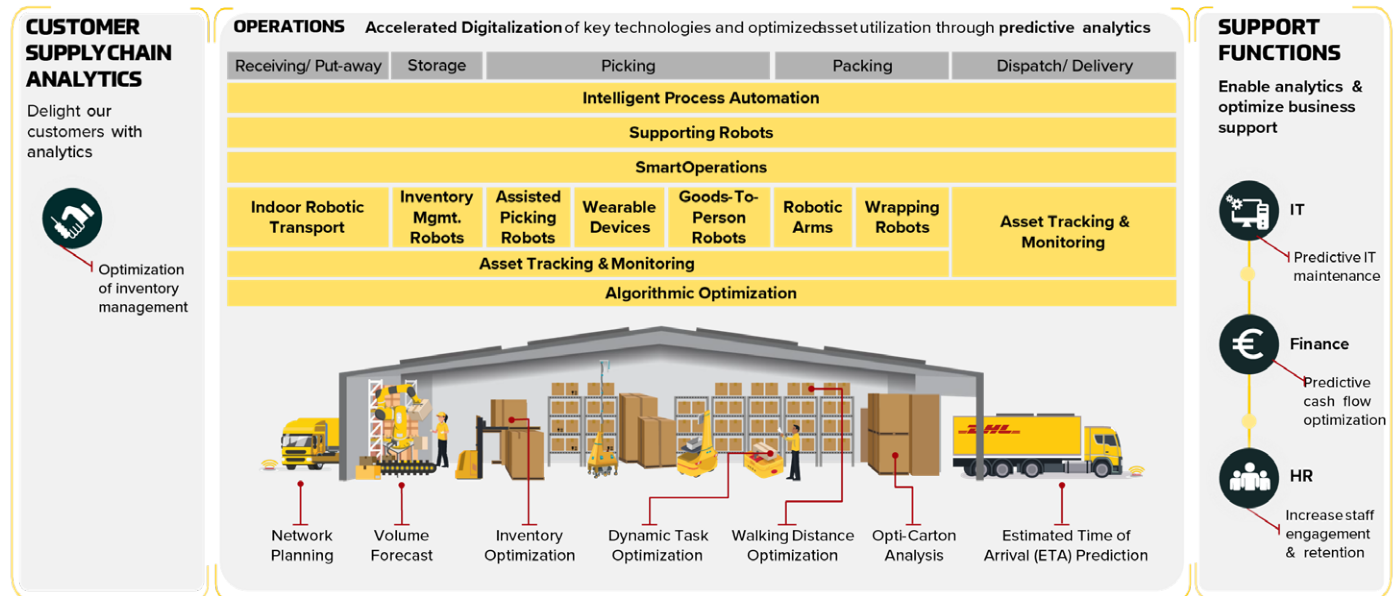 CUSTOMER
SUPPLY CHAIN
ANALYTICS
Delight our
customers with
analytics
Optimization
of inventory
management
OPERATIONS Accelerated Digitalization of key technologies and optimized asset utilization through predictive analytics
Receiving/ Put-away Storage Picking Packing Dispatch/ Delivery
Intelligent Process Automation
Supporting Robots
SmartOperations
Indoor Robotic
Transport
Inventory
Mgmt.
Robots
Assisted
Picking
Robots
Wearable
Devices
Goods-To-
Person
Robots
Robotic
Arms
Wrapping
Robots
Asset Tracking &
Monitoring
Asset Tracking & Monitoring
Algorithmic Optimization
DHL
Network
Planning
Volume
Forecast
Inventory
Optimization
Dynamic Task
Optimization
Walking Distance
Optimization
Opti-Carton
Analysis
Estimated Time of
Arrival (ETA) Prediction
SUPPORT
FUNCTIONS
Enable analytics &
optimize business
support
IT
Predictive IT
maintenance
€
Finance
Predictive
cash flow
optimization
HR
Increase staff
engagement
& retention